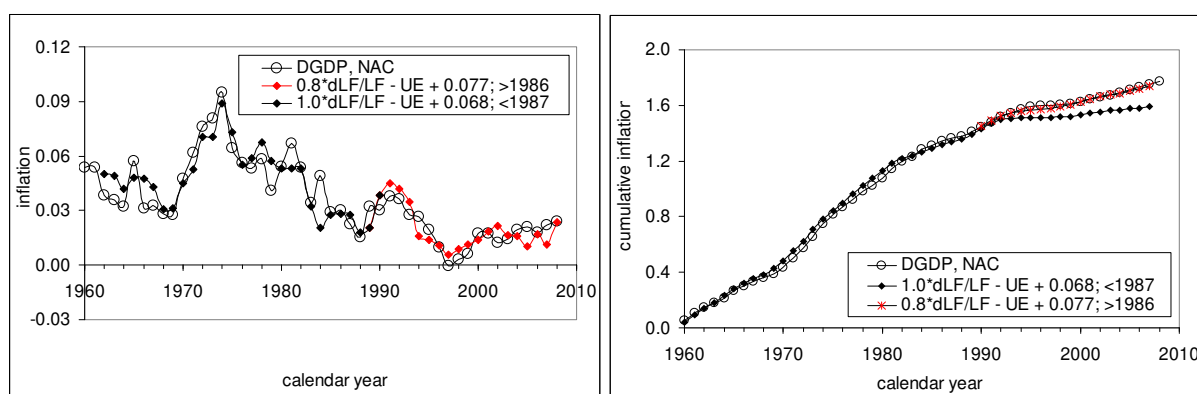 0.12
0.09
0.06
0.03
0.00
-0.03
inflation
DGDP, NAC
0.8*dLF/LF - UE + 0.077; >1986
1.0*dLF/LF - UE + 0.068; <1987
1960 1970 1980 1990 2000 2010
calendar year
2.0
1.6
1.2
0.8
0.4
0.0
cumulative inflatior
DGDP, NAC
1.0*dLF/LF - UE + 0.068; <1987
0.8*dLF/LF - UE + 0.077; >1986
1960 1970 1980 1990 2000 2010
calendar year